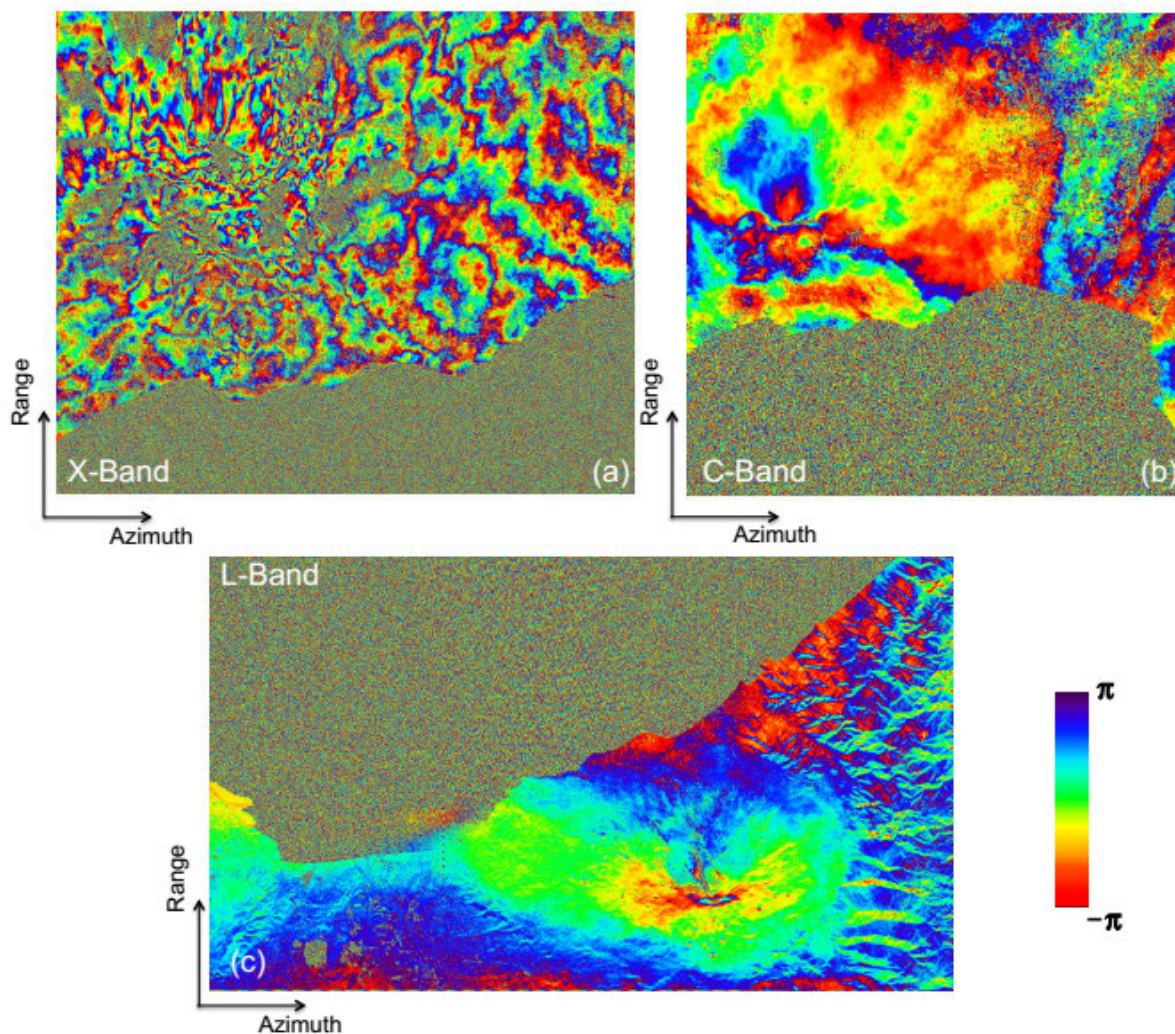 Range
X-Band
(a)
Azimuth
Range
C-Band
(b)
Azimuth
L-Band
Range
(c)
Azimuth
π
−π